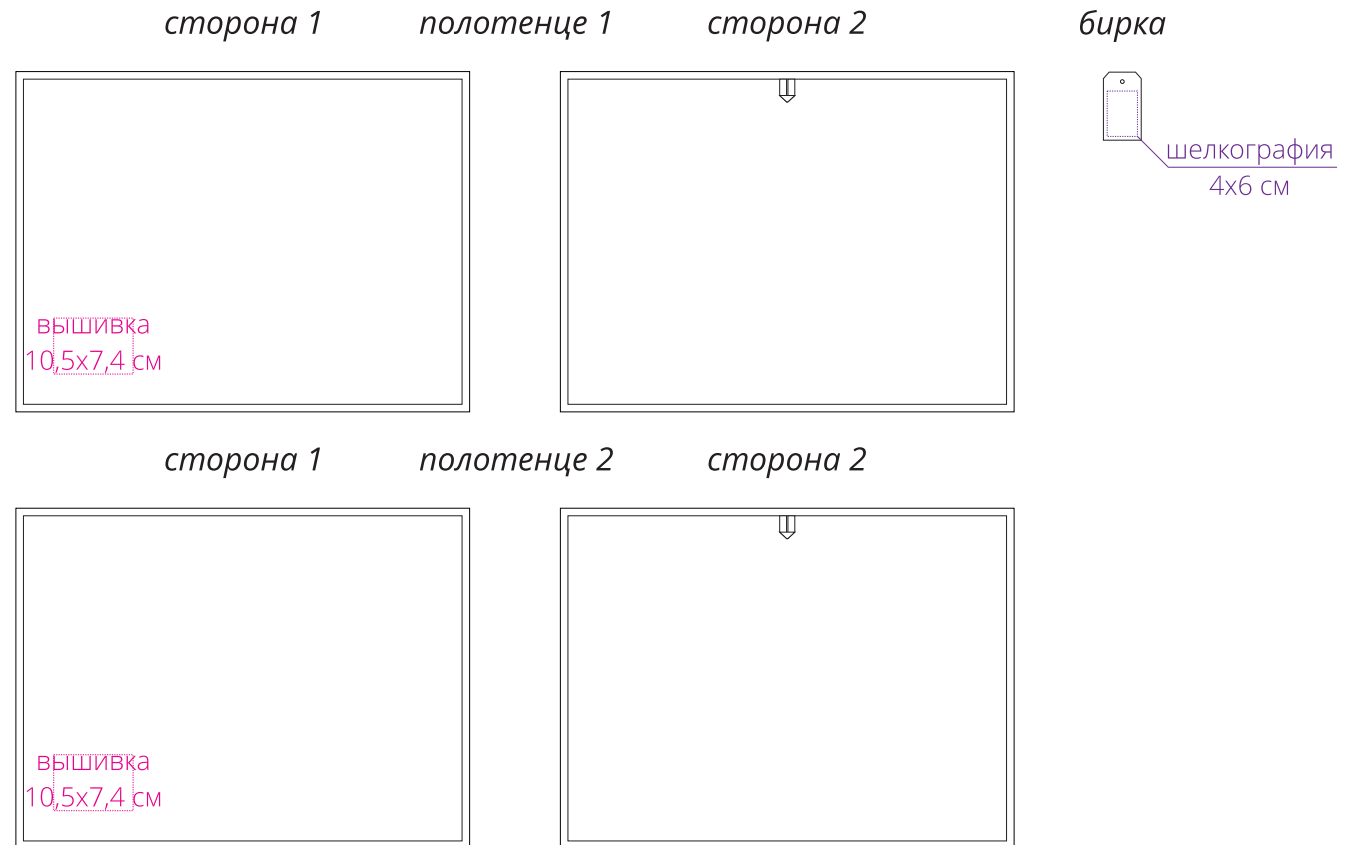 сторона 1 полотенце 1 сторона 2 бирка
шелкография
4х6 см
вышивка
10,5х7,4 см
сторона 1 полотенце 2 сторона 2
вышивка
10,5х7,4 см